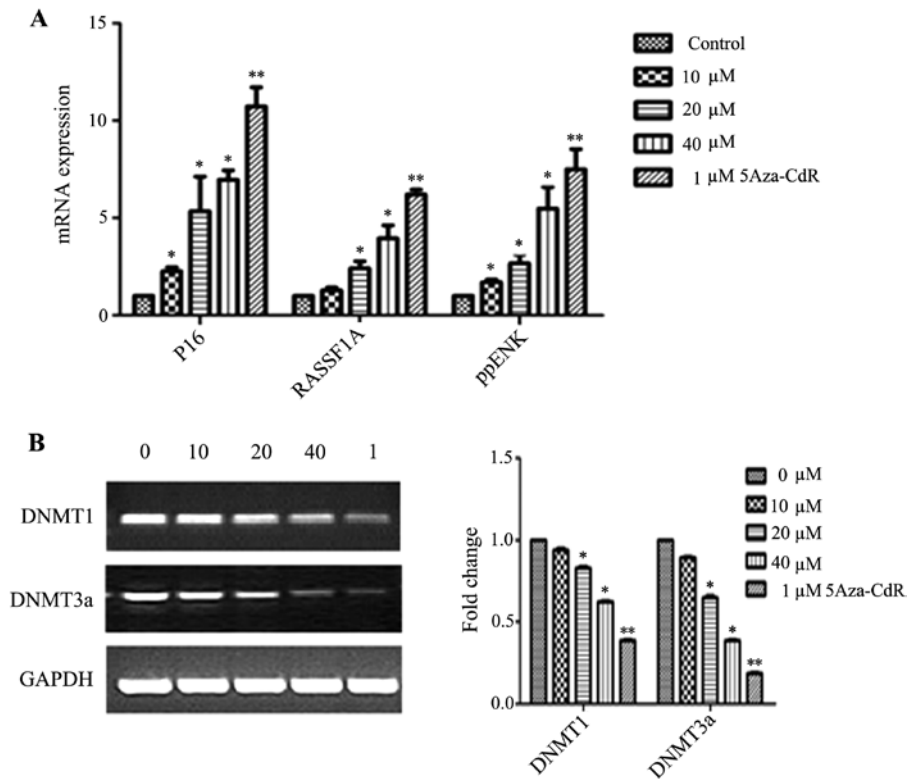 A
15
10
5
0
mRNA expression
** 
* *
*
**
*
*
**
*
*
*
P16
RASSF1A
ppENK
Control
10 µM
20 µM
40 µM
1 µM 5Aza-CdR
B
0 10 20 40 1
DNMT1
DNMT3a
GAPDH
1.5
1.0
0.5
0.0
Fold change
*
*
**
*
*
**
DNMT1
DNMT3a
0 µM
10 µM
20 µM
40 µM
1 µM 5Aza-CdR